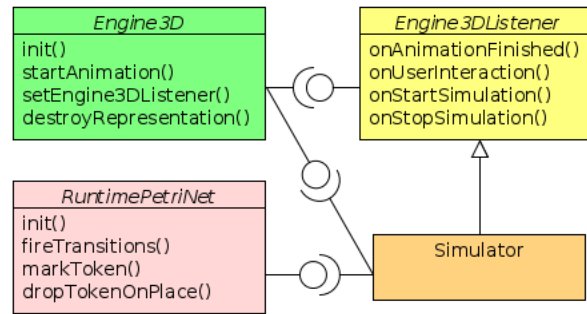 Engine3D
init()
startAnimation()
setEngine3DListener()
destroyRepresentation()
Engine3DListener
onAnimationFinished()
onUserInteraction()
onStartSimulation()
onStopSimulation()
RuntimePetriNet
init()
fireTransitions()
markToken()
dropTokenOnPlace()
Simulator